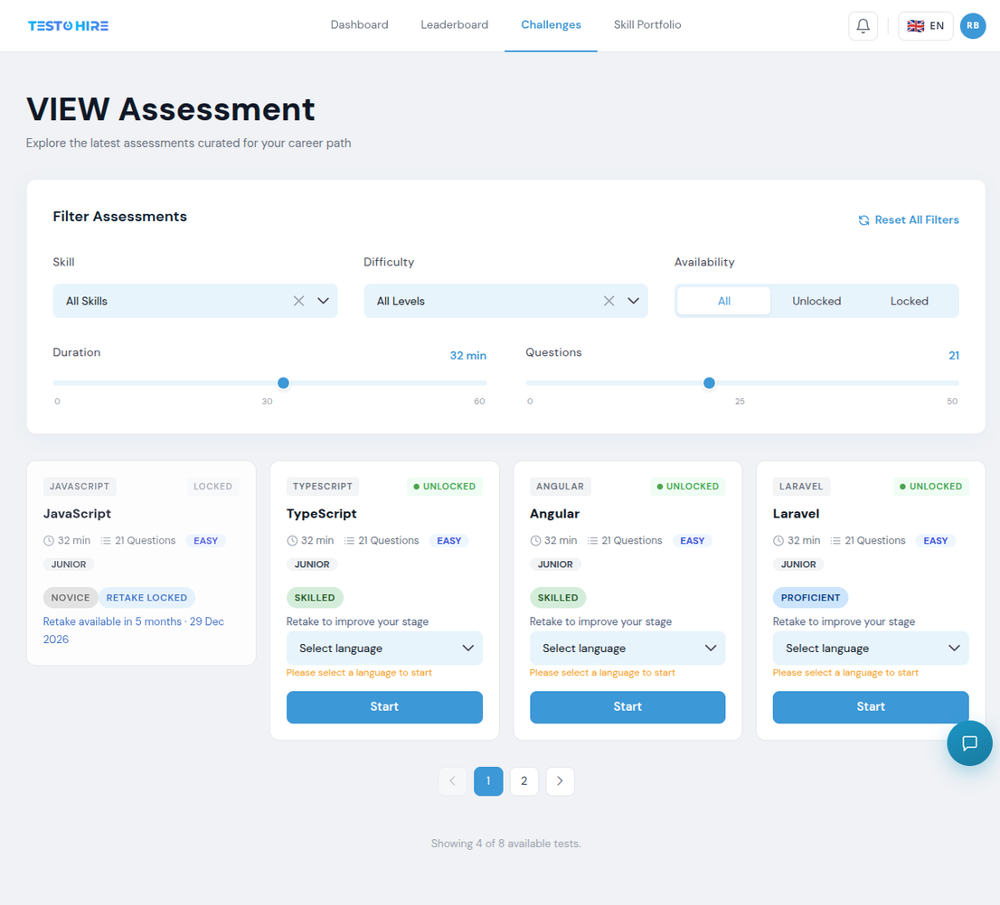 TESTOHIRE
Dashboard Leaderboard Challenges Skill Portfolio
EN RB
VIEW Assessment
Explore the latest assessments curated for your career path
Filter Assessments
Reset All Filters
Skill Difficulty Availability
All Skills All Levels All Unlocked Locked
Duration 32 min Questions 21
0 30 60 0 25 50
JAVASCRIPT LOCKED
JavaScript
32 min 21 Questions EASY
JUNIOR
NOVICE RETAKE LOCKED
Retake available in 5 months · 29 Dec
2026
TYPESCRIPT UNLOCKED
TypeScript
32 min 21 Questions EASY
JUNIOR
SKILLED
Retake to improve your stage
Select language
Please select a language to start
Start
ANGULAR UNLOCKED
Angular
32 min 21 Questions EASY
JUNIOR
SKILLED
Retake to improve your stage
Select language
Please select a language to start
Start
LARAVEL UNLOCKED
Laravel
32 min 21 Questions EASY
JUNIOR
PROFICIENT
Retake to improve your stage
Select language
Please select a language to start
Start
1 2
Showing 4 of 8 available tests.